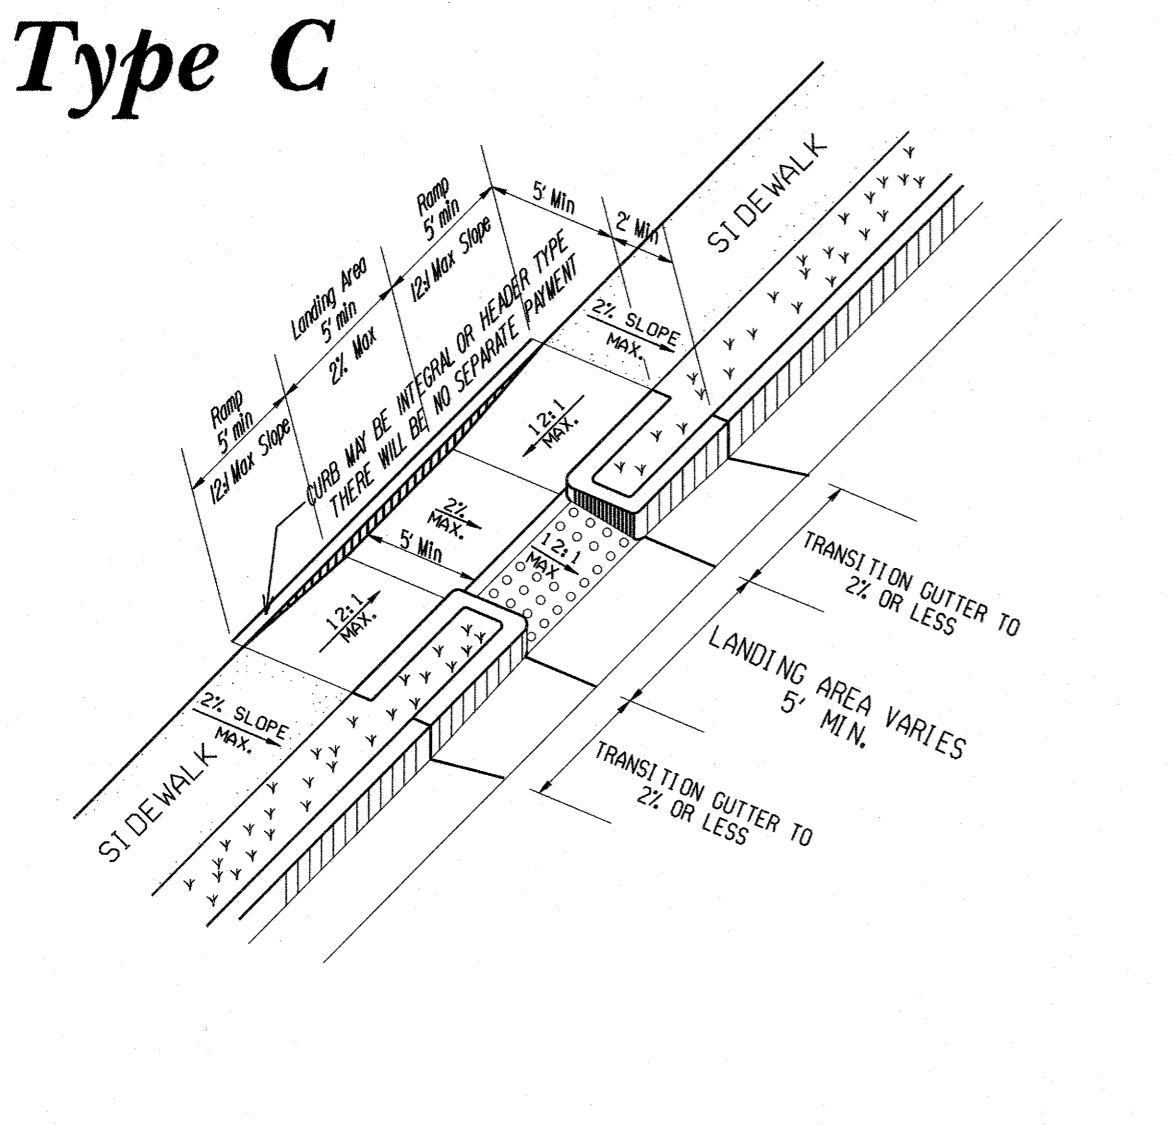 Type C
Ramp
5' min
12:1 Max Slope
Landing Area
5' min
2% Max
Ramp
5' min
12:1 Max Slope
5' Min
2' Min
SIDEWALK
CURB MAY BE INTEGRAL OR HEADER TYPE
THERE WILL BE NO SEPARATE PAYMENT
2% SLOPE
MAX.
12:1
MAX.
2%
MAX.
5' Min
12:1
MAX
12:1
MAX.
2% SLOPE
MAX.
SIDEWALK
TRANSITION GUTTER TO
2% OR LESS
LANDING AREA VARIES
5' MIN.
TRANSITION GUTTER TO
2% OR LESS